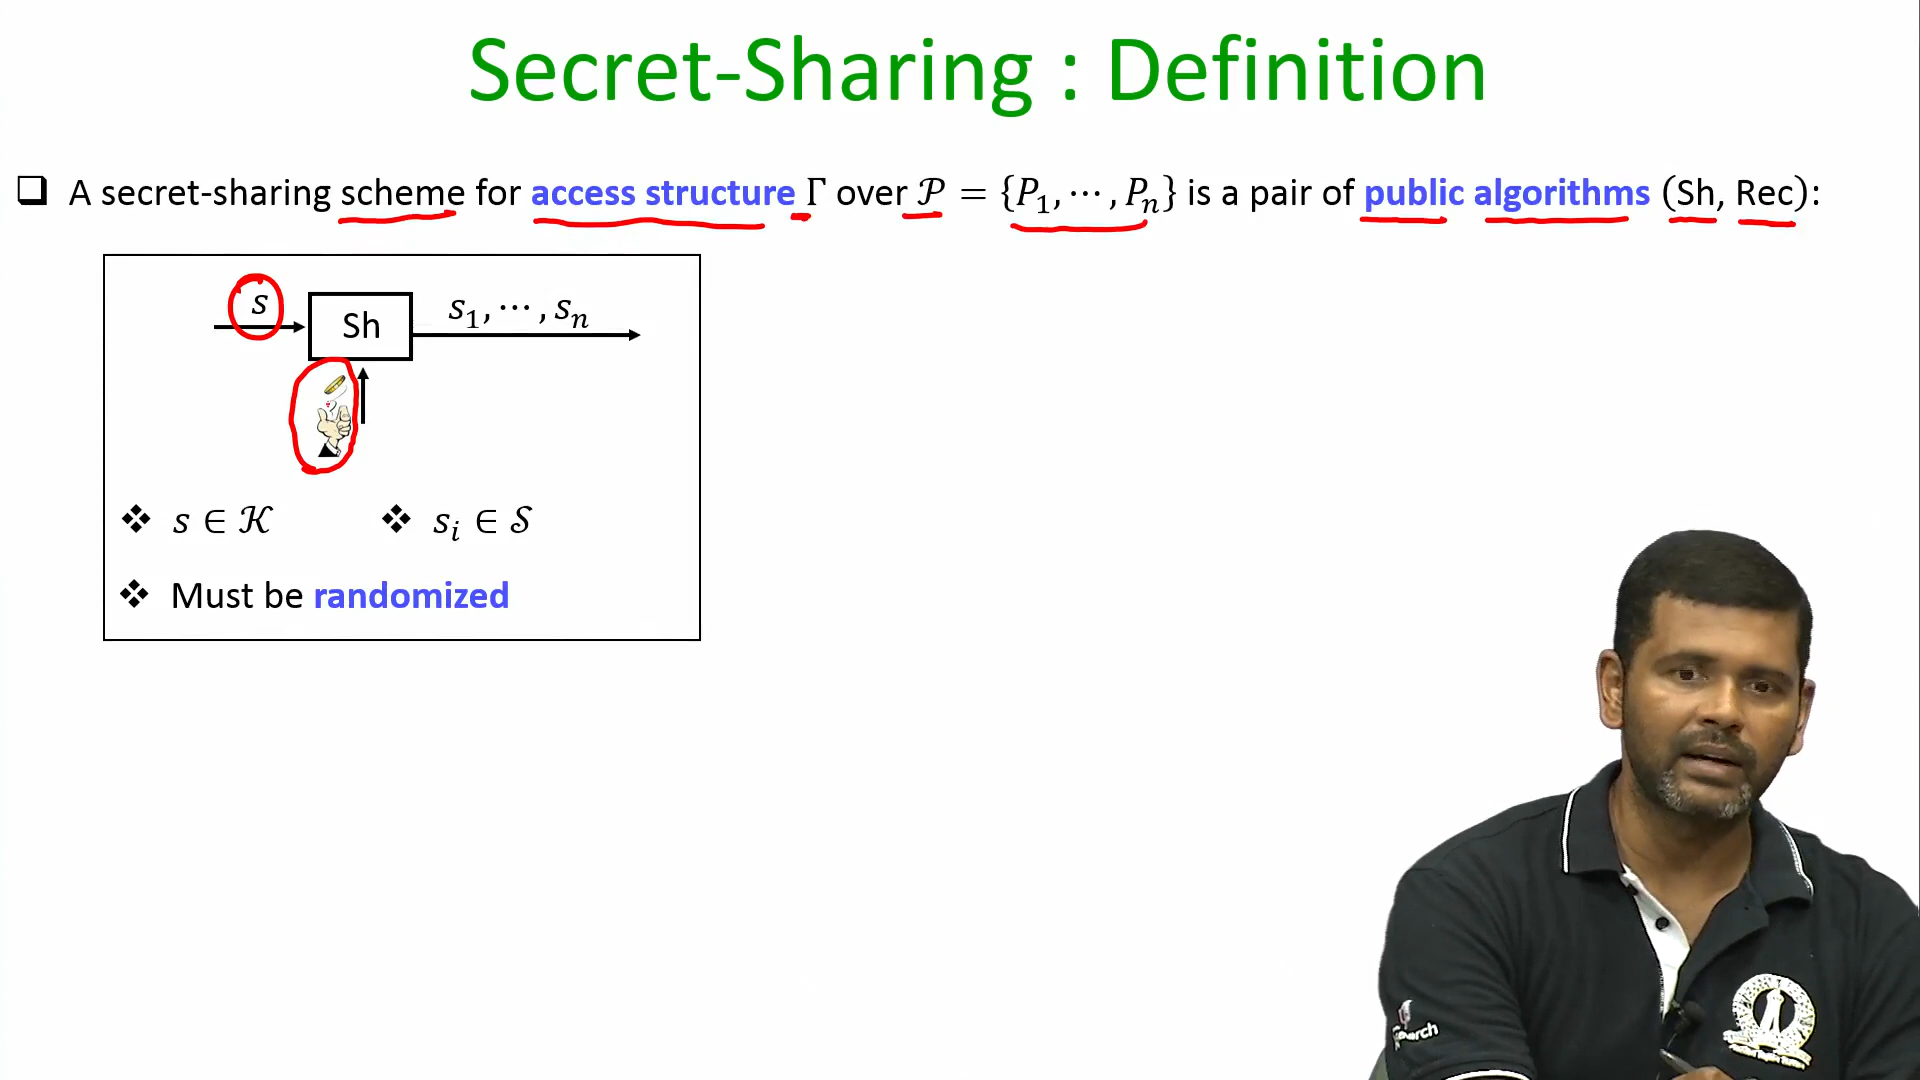 Secret-Sharing : Definition
❑ A secret-sharing scheme for access structure Γ over 𝒫 = {P₁, ⋯ , Pₙ} is a pair of public algorithms (Sh, Rec):
s Sh s₁, ⋯ , sₙ
❖ s ∈ 𝒦 ❖ sᵢ ∈ 𝒮
❖ Must be randomized